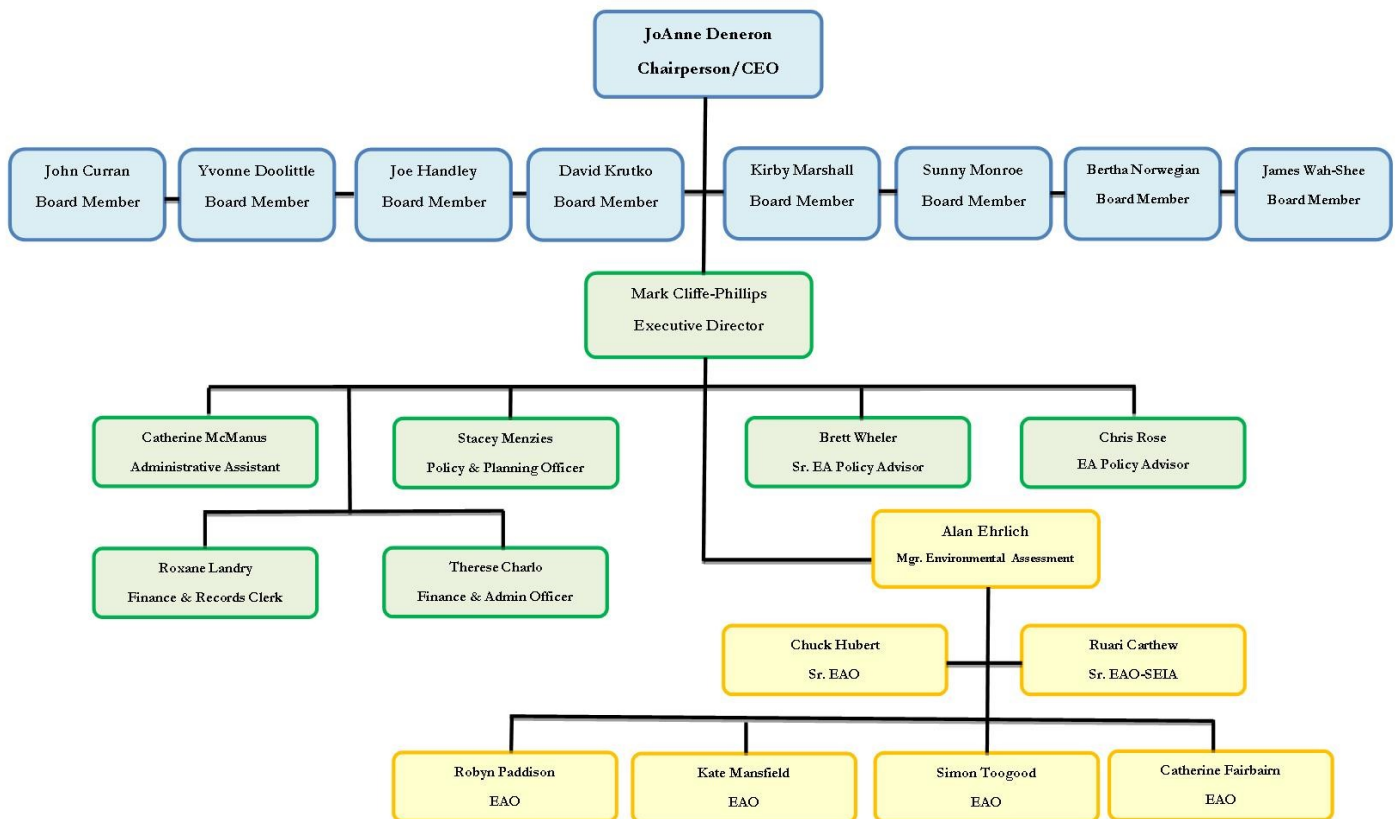 JoAnne Deneron
Chairperson/CEO
John Curran
Board Member
Yvonne Doolittle
Board Member
Joe Handley
Board Member
David Krutko
Board Member
Kirby Marshall
Board Member
Sunny Monroe
Board Member
Bertha Norwegian
Board Member
James Wah-Shee
Board Member
Mark Cliffe-Phillips
Executive Director
Catherine McManus
Administrative Assistant
Stacey Menzies
Policy & Planning Officer
Brett Wheler
Sr. EA Policy Advisor
Chris Rose
EA Policy Advisor
Roxane Landry
Finance & Records Clerk
Therese Charlo
Finance & Admin Officer
Alan Ehrlich
Mgr. Environmental Assessment
Chuck Hubert
Sr. EAO
Ruari Carthew
Sr. EAO-SEIA
Robyn Paddison
EAO
Kate Mansfield
EAO
Simon Toogood
EAO
Catherine Fairbairn
EAO